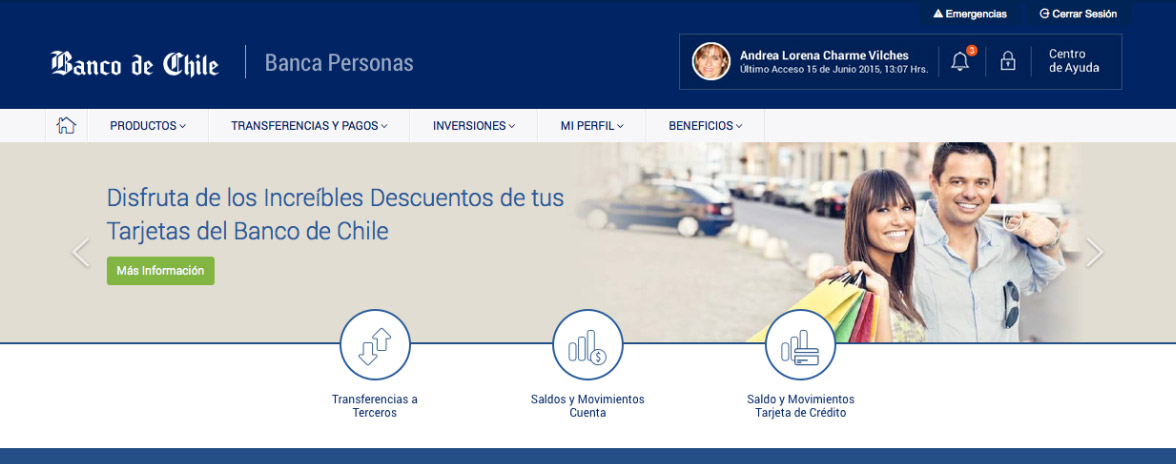 Emergencias
Cerrar Sesión
Banco de Chile
Banca Personas
Andrea Lorena Charme Vilches
Último Acceso 15 de Junio 2015, 13:07 Hrs.
3
Centro
de Ayuda
PRODUCTOS
TRANSFERENCIAS Y PAGOS
INVERSIONES
MI PERFIL
BENEFICIOS
Disfruta de los Increíbles Descuentos de tus
Tarjetas del Banco de Chile
Más Información
$
Transferencias a
Terceros
Saldos y Movimientos
Cuenta
Saldo y Movimientos
Tarjeta de Crédito